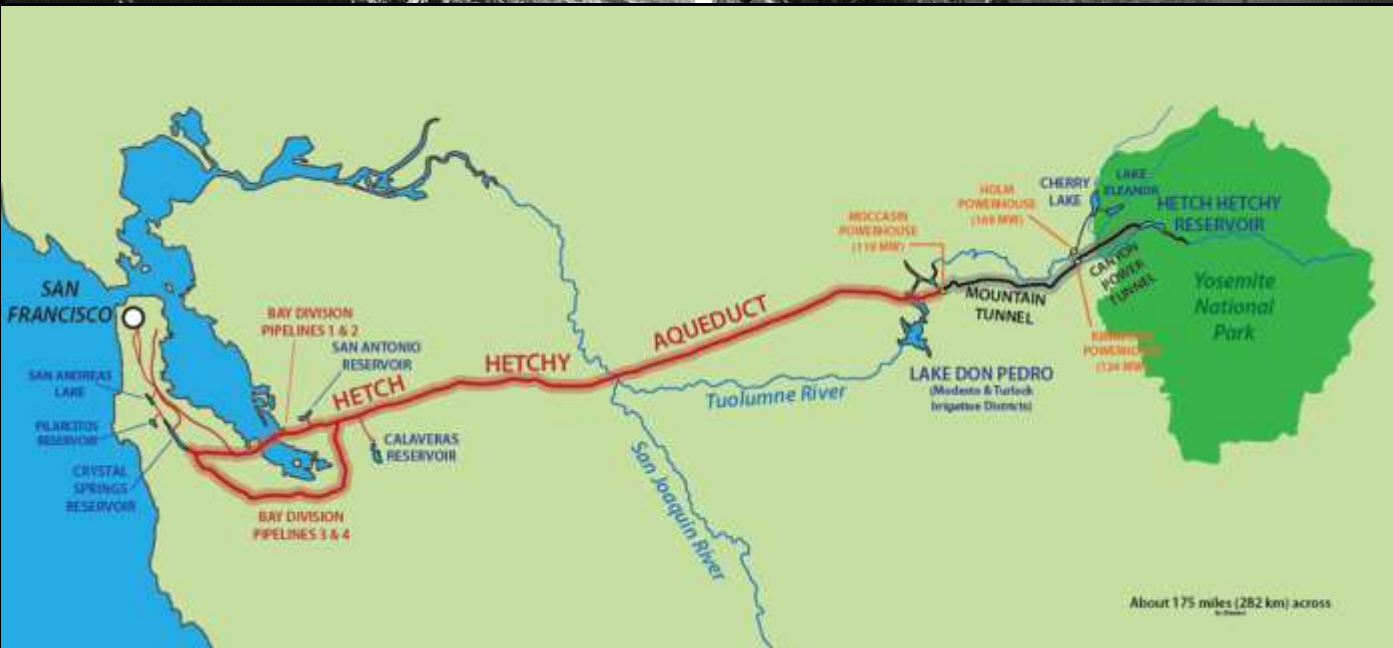 SAN
FRANCISCO
SAN ANDREAS
LAKE
PILARCITOS
RESERVOIR
CRYSTAL
SPRINGS
RESERVOIR
BAY DIVISION
PIPELINES 1 & 2
SAN ANTONIO
RESERVOIR
HETCH
HETCHY
AQUEDUCT
CALAVERAS
RESERVOIR
BAY DIVISION
PIPELINES 3 & 4
San Joaquin River
Tuolumne River
LAKE DON PEDRO
(Modesto & Turlock
Irrigation Districts)
MOCCASIN
POWERHOUSE
MOUNTAIN
TUNNEL
HOLM
POWERHOUSE
CHERRY
LAKE
LAKE
ELEANOR
HETCH HETCHY
RESERVOIR
CANYON
POWER
TUNNEL
POWERHOUSE
Yosemite
National
Park
About 175 miles (282 km) across